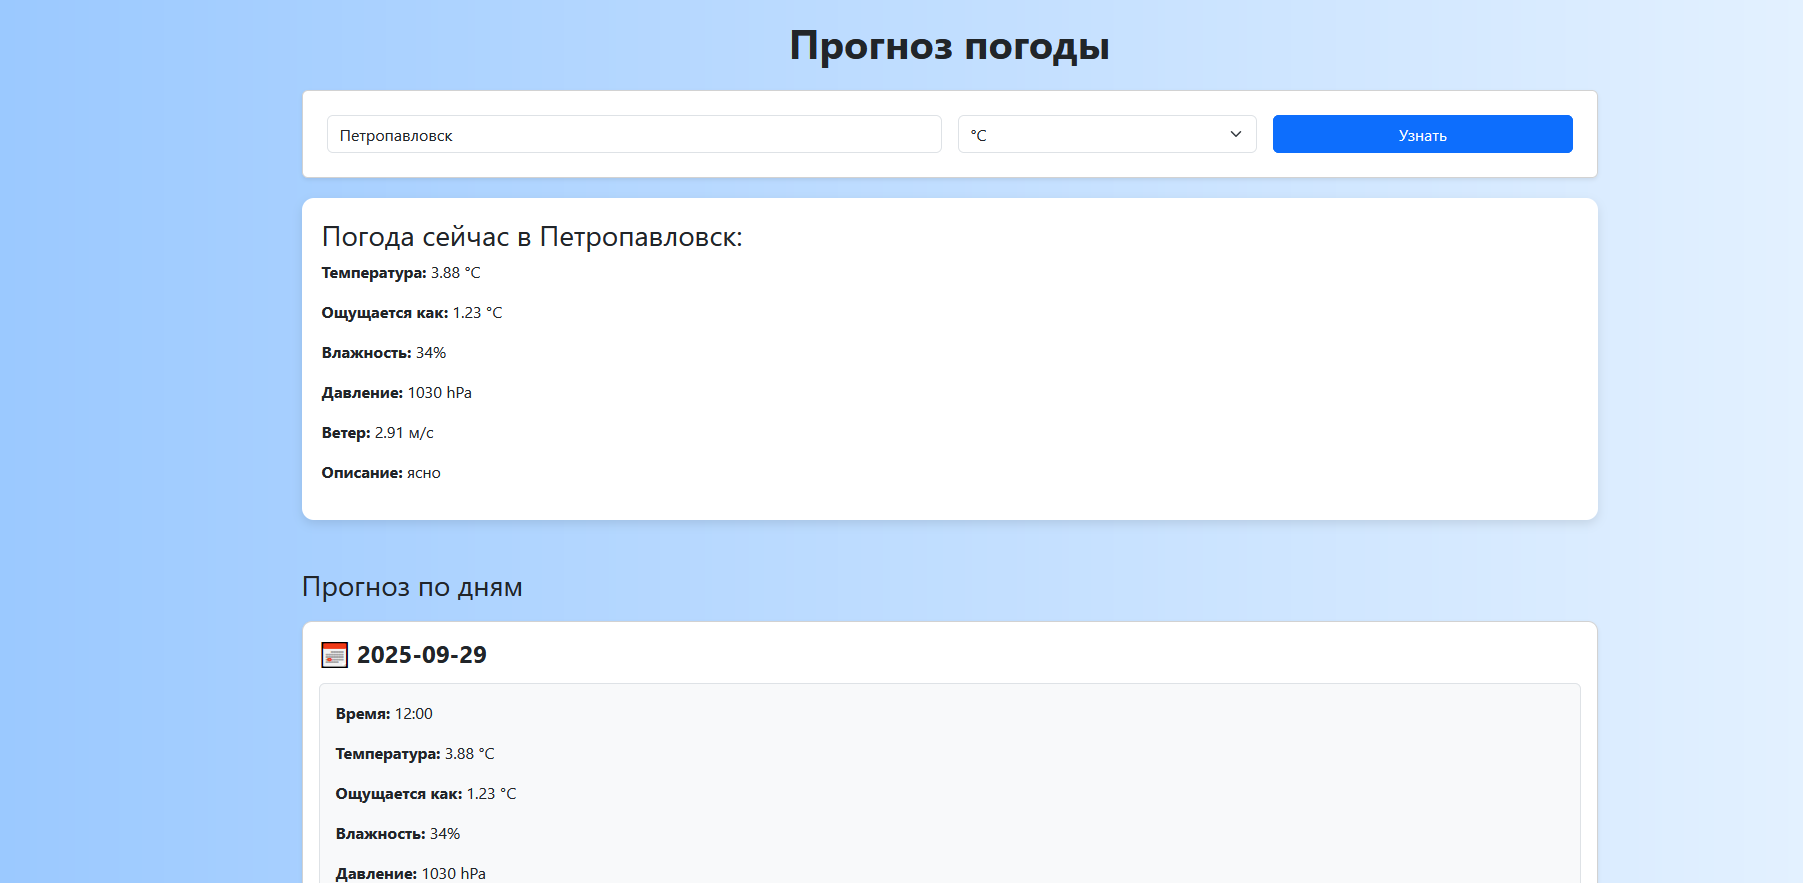 Прогноз погоды
Петропавловск
°C
Узнать
Погода сейчас в Петропавловск:
Температура: 3.88 °C
Ощущается как: 1.23 °C
Влажность: 34%
Давление: 1030 hPa
Ветер: 2.91 м/с
Описание: ясно
Прогноз по дням
2025-09-29
Время: 12:00
Температура: 3.88 °C
Ощущается как: 1.23 °C
Влажность: 34%
Давление: 1030 hPa